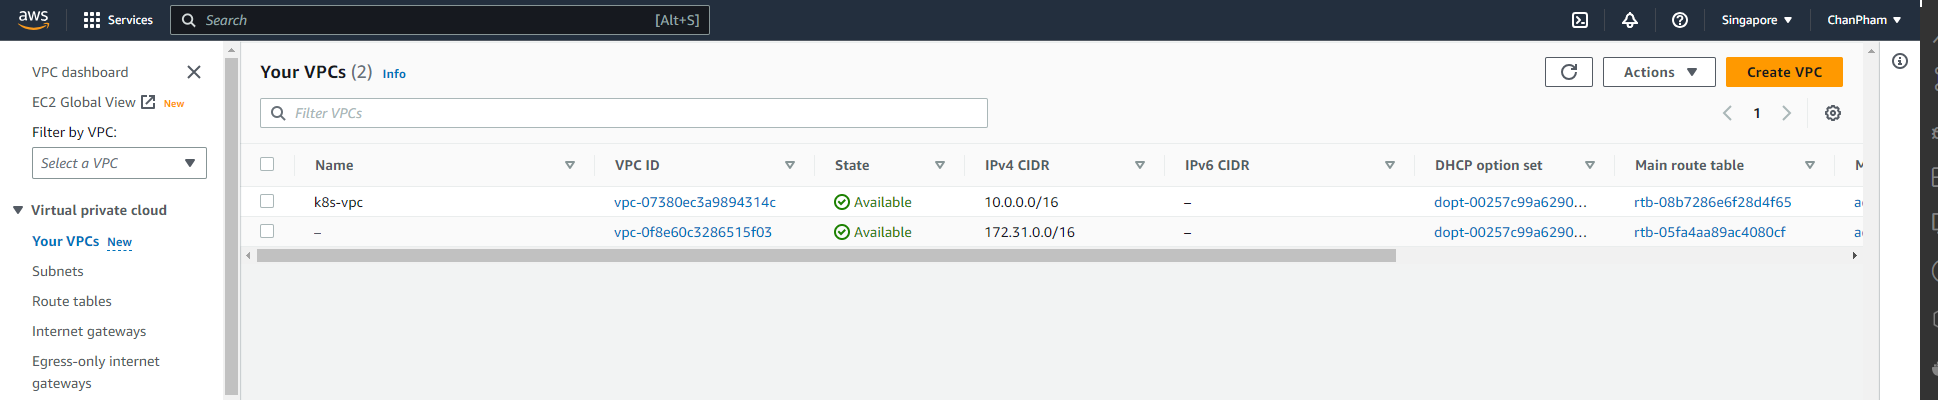 aws Services Search [Alt+S] Singapore ChanPham
VPC dashboard
EC2 Global View New
Filter by VPC:
Select a VPC
Virtual private cloud
Your VPCs New
Subnets
Route tables
Internet gateways
Egress-only internet
gateways
Your VPCs (2) Info
Actions Create VPC
Filter VPCs
1
Name VPC ID State IPv4 CIDR IPv6 CIDR DHCP option set Main route table M
k8s-vpc vpc-07380ec3a9894314c Available 10.0.0.0/16 – dopt-00257c99a6290... rtb-08b7286e6f28d4f65
– vpc-0f8e60c3286515f03 Available 172.31.0.0/16 – dopt-00257c99a6290... rtb-05fa4aa89ac4080cf